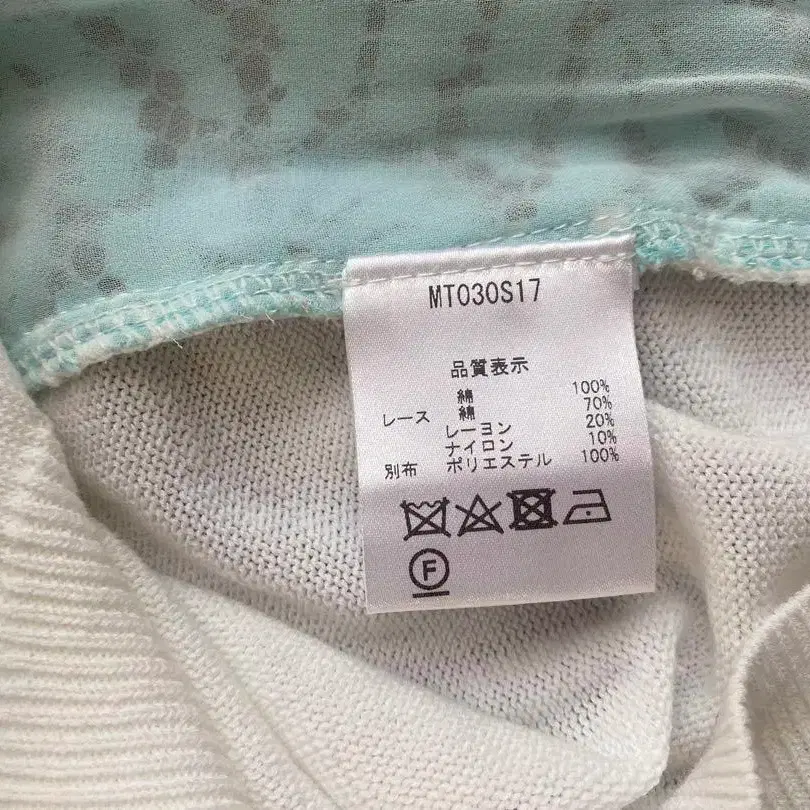 MT030S17
品質表示
綿 100%
レース 綿 70%
レーヨン 20%
ナイロン 10%
別布 ポリエステル 100%
F